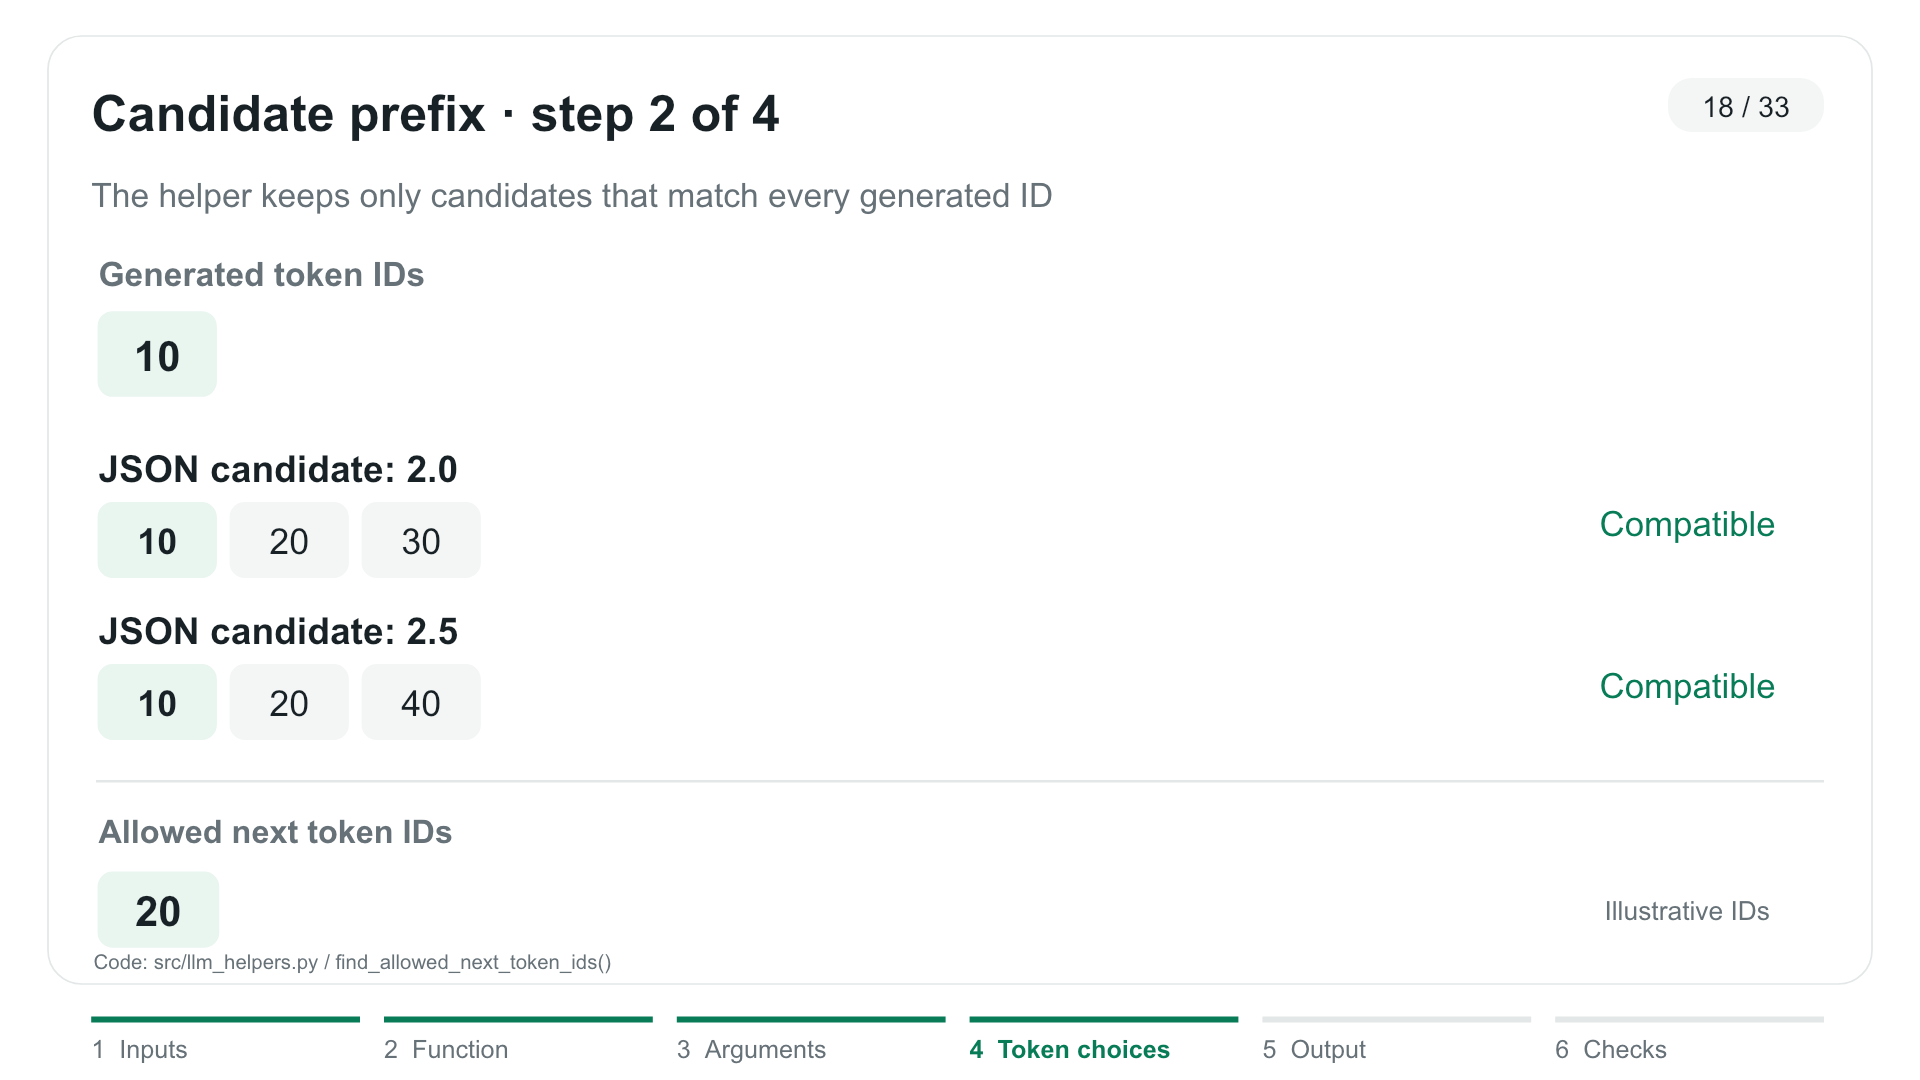 Candidate prefix · step 2 of 4
18 / 33
The helper keeps only candidates that match every generated ID
Generated token IDs
10
JSON candidate: 2.0
10 20 30
Compatible
JSON candidate: 2.5
10 20 40
Compatible
Allowed next token IDs
20
Illustrative IDs
Code: src/llm_helpers.py / find_allowed_next_token_ids()
1 Inputs
2 Function
3 Arguments
4 Token choices
5 Output
6 Checks